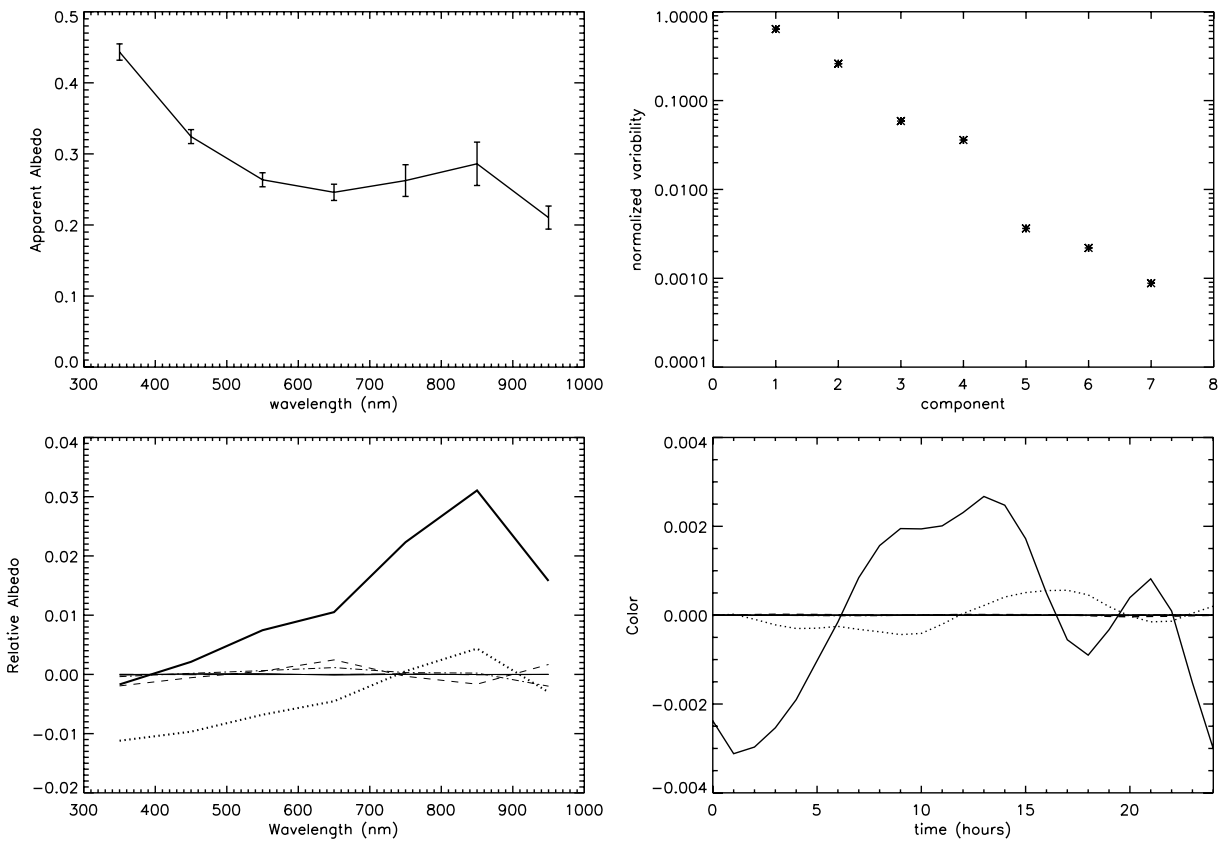 0.5
0.4
0.3
0.2
0.1
0.0
Apparent Albedo
300 400 500 600 700 800 900 1000
wavelength (nm)
1.0000
0.1000
0.0100
0.0010
0.0001
normalized variability
0 1 2 3 4 5 6 7 8
component
0.04
0.03
0.02
0.01
0.00
−0.01
−0.02
Relative Albedo
300 400 500 600 700 800 900 1000
Wavelength (nm)
0.004
0.002
0.000
−0.002
−0.004
Color
0 5 10 15 20
time (hours)